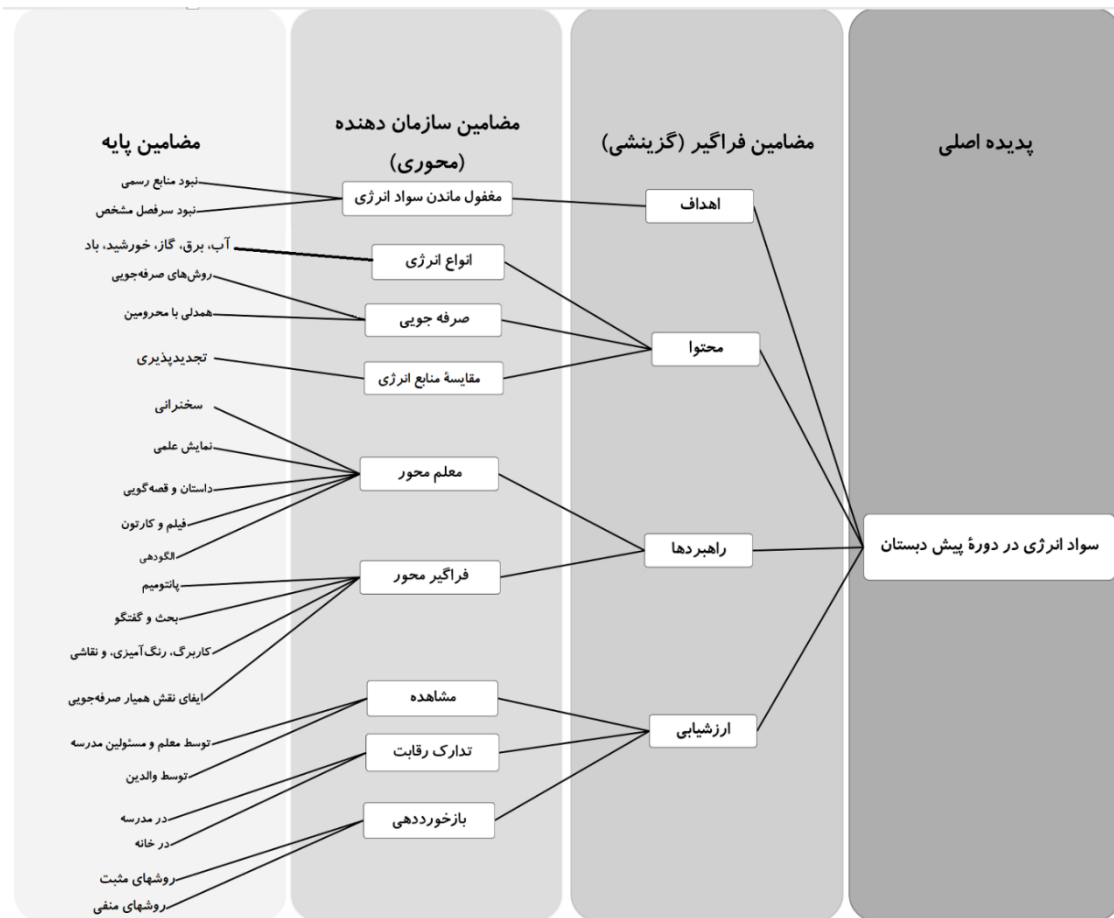 پدیده اصلی
مضامین فراگیر (گزینشی)
مضامین سازمان دهنده
(محوری)
مضامین پایه
سواد انرژی در دورهٔ پیش دبستان
اهداف
محتوا
راهبردها
ارزشیابی
مغفول ماندن سواد انرژی
انواع انرژی
صرفه جویی
مقایسهٔ منابع انرژی
معلم محور
فراگیر محور
مشاهده
تدارک رقابت
بازخورددهی
نبود منابع رسمی
نبود سرفصل مشخص
آب، برق، گاز، خورشید، باد
روش‌های صرفه‌جویی
همدلی با محرومین
تجدیدپذیری
سخنرانی
نمایش علمی
داستان و قصه‌گویی
فیلم و کارتون
الگودهی
پانتومیم
بحث و گفتگو
کاربرگ، رنگ‌آمیزی، و نقاشی
ایفای نقش همیار صرفه‌جویی
توسط معلم و مسئولین مدرسه
توسط والدین
در مدرسه
در خانه
روشهای مثبت
روشهای منفی